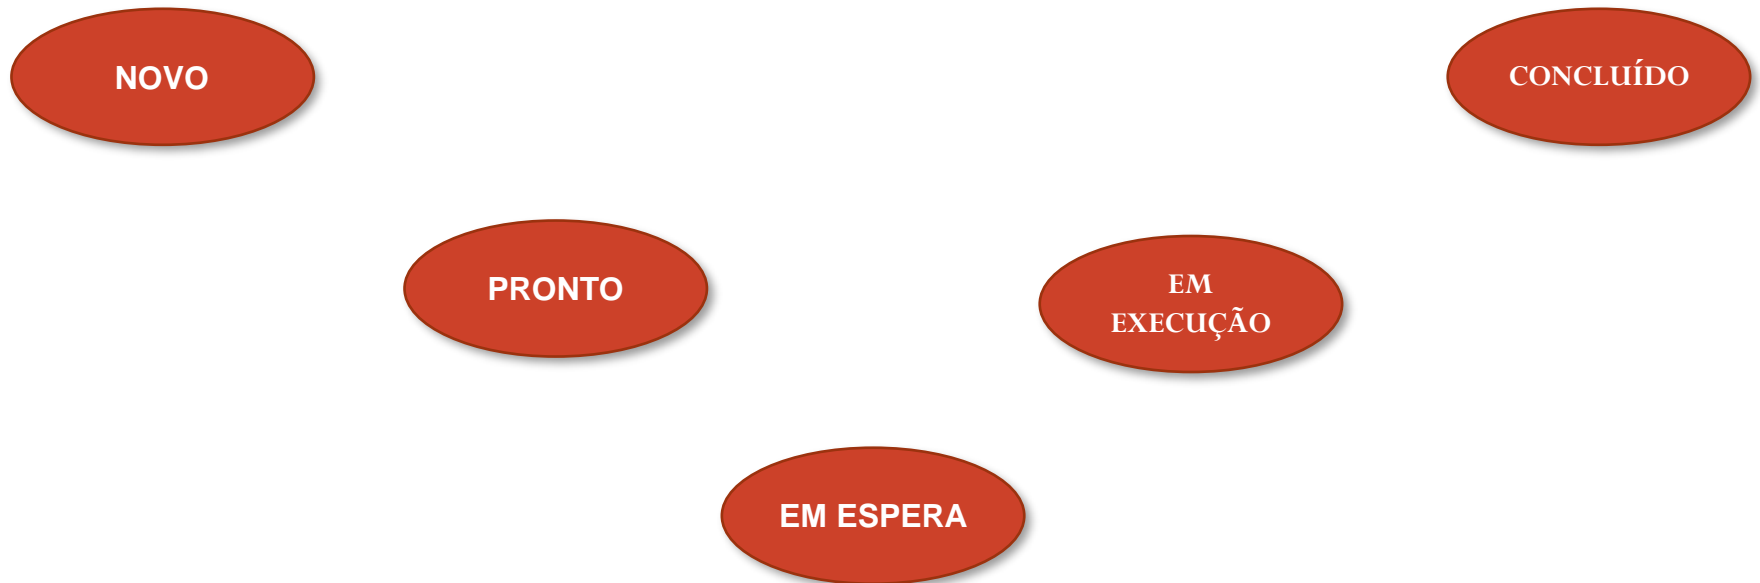 NOVO
CONCLUÍDO
PRONTO
EM
EXECUÇÃO
EM ESPERA